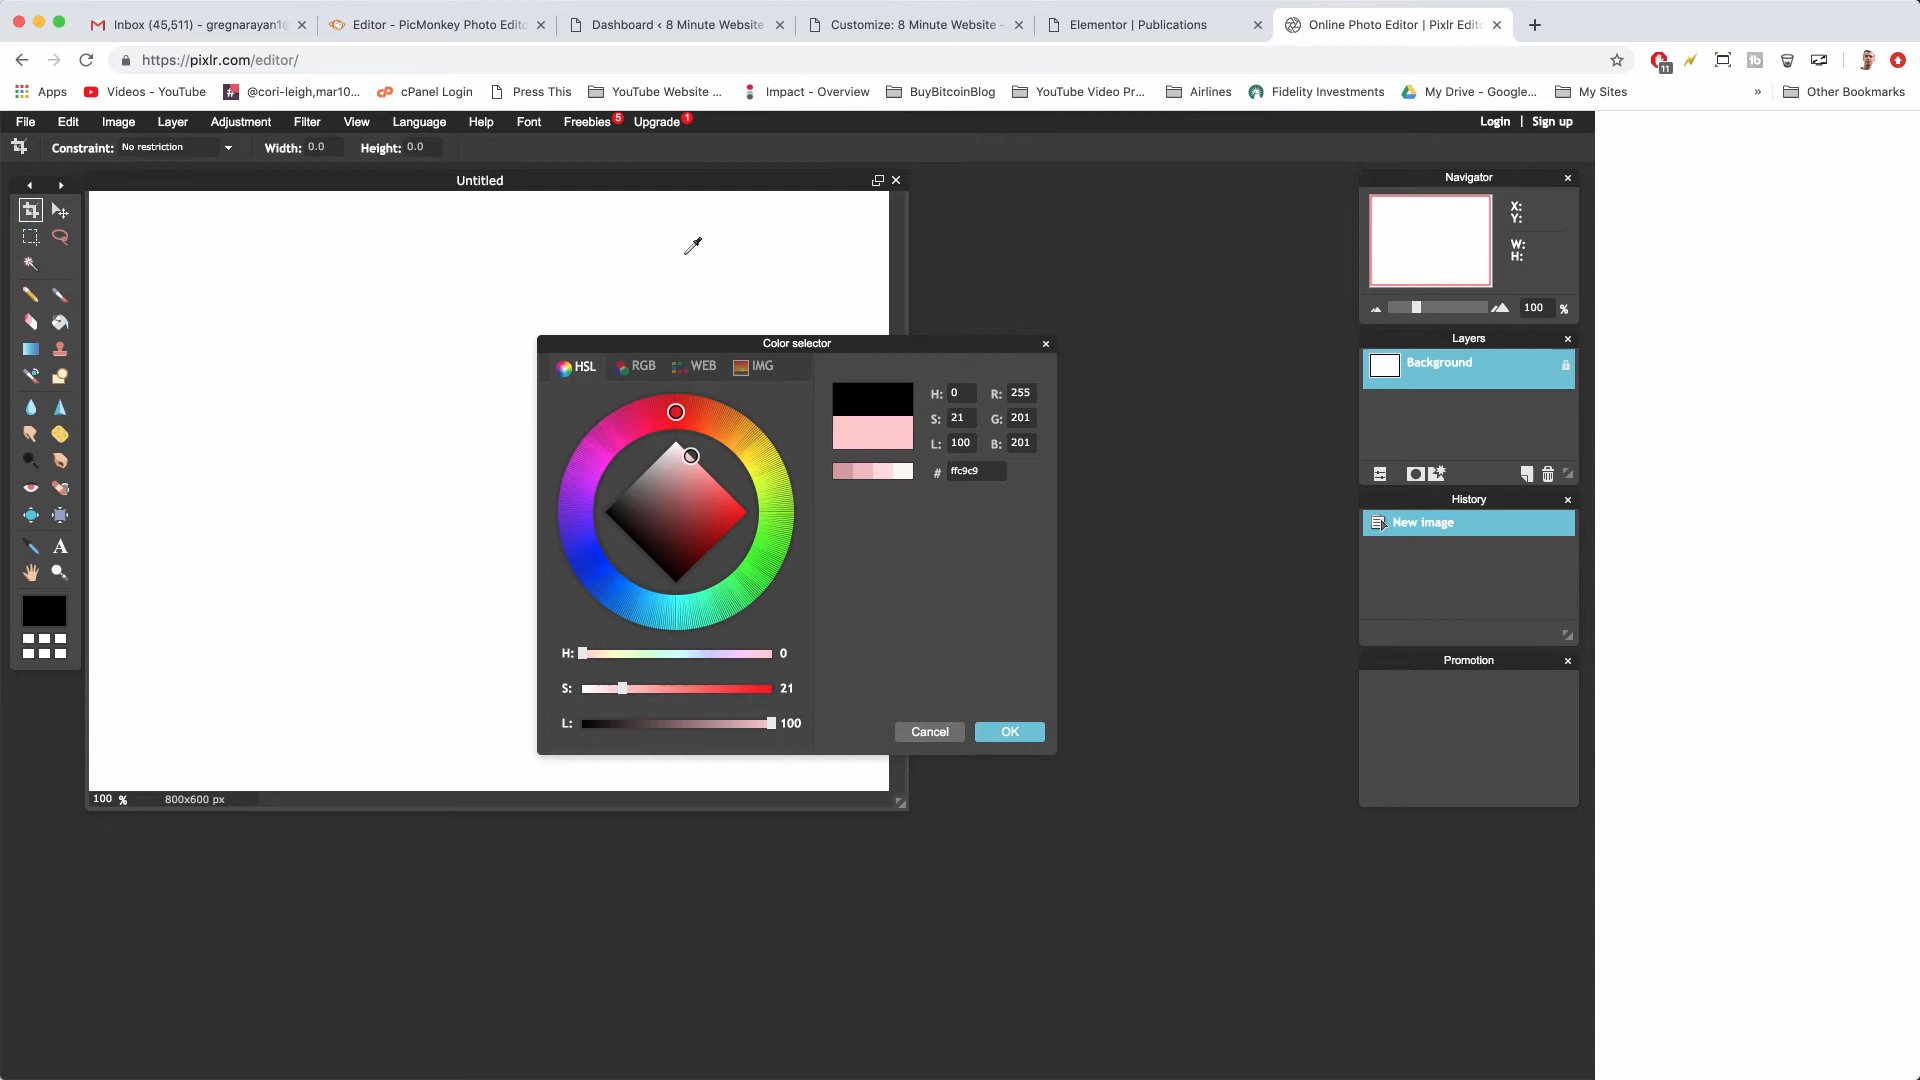 Inbox (45,511) - gregnarayan1@
Editor - PicMonkey Photo Edito
Dashboard ‹ 8 Minute Website
Customize: 8 Minute Website –
Elementor | Publications
Online Photo Editor | Pixlr Edito
https://pixlr.com/editor/
11
Apps
Videos - YouTube
@cori-leigh,mar10...
cPanel Login
Press This
YouTube Website ...
Impact - Overview
BuyBitcoinBlog
YouTube Video Pr...
Airlines
Fidelity Investments
My Drive - Google...
My Sites
»
Other Bookmarks
File Edit Image Layer Adjustment Filter View Language Help Font Freebies 5 Upgrade 1 Login | Sign up
Constraint: No restriction Width: 0.0 Height: 0.0
Untitled
Navigator
X:
Y:
W:
H:
100 %
Layers
Background
History
New image
Promotion
Color selector
HSL RGB WEB IMG
H: 0 R: 255
S: 21 G: 201
L: 100 B: 201
# ffc9c9
H: 0
S: 21
L: 100
Cancel OK
A
100 % 800x600 px